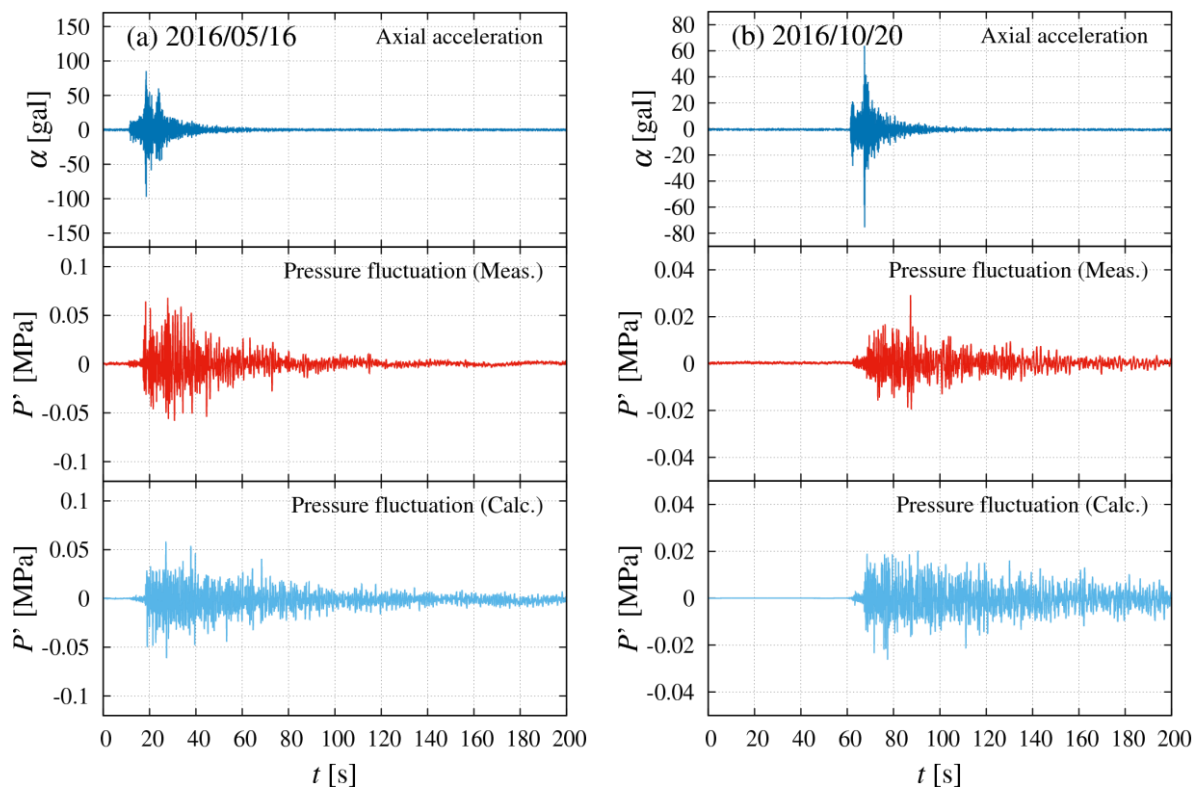 (a) 2016/05/16
Axial acceleration
α [gal]
150
100
50
0
-50
-100
-150
Pressure fluctuation (Meas.)
P' [MPa]
0.1
0.05
0
-0.05
-0.1
Pressure fluctuation (Calc.)
P' [MPa]
0.1
0.05
0
-0.05
-0.1
0 20 40 60 80 100 120 140 160 180 200
t [s]
(b) 2016/10/20
Axial acceleration
α [gal]
80
60
40
20
0
-20
-40
-60
-80
Pressure fluctuation (Meas.)
P' [MPa]
0.04
0.02
0
-0.02
-0.04
Pressure fluctuation (Calc.)
P' [MPa]
0.04
0.02
0
-0.02
-0.04
0 20 40 60 80 100 120 140 160 180 200
t [s]